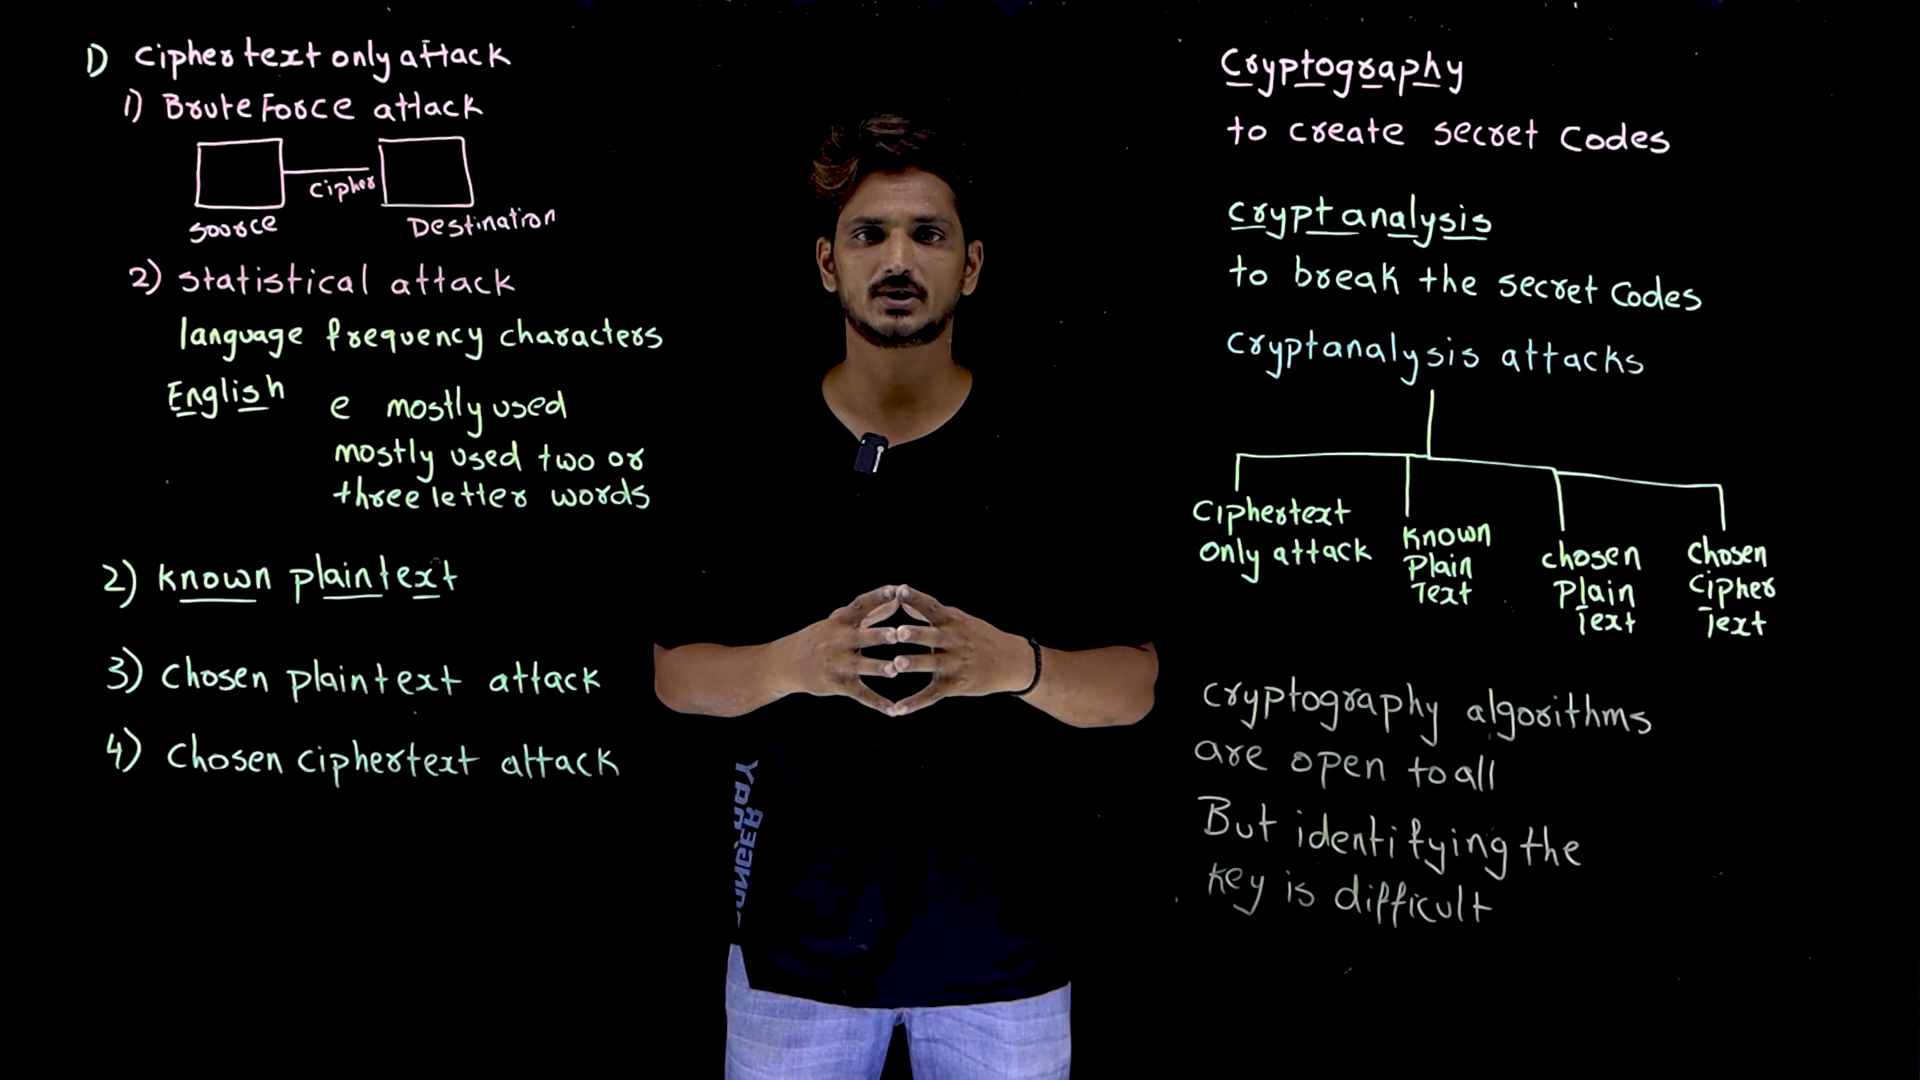 1) Ciphertext only attack
1) Brute Force attack
Cipher
Source
Destination
2) statistical attack
language frequency characters
English e mostly used
mostly used two or
three letter words
2) known plaintext
3) chosen plaintext attack
4) chosen ciphertext attack
Cryptography
to create secret codes
cryptanalysis
to break the secret codes
cryptanalysis attacks
Ciphertext
only attack
Known
Plain
Text
chosen
Plain
Text
Chosen
Cipher
Text
cryptography algorithms
are open to all
But identifying the
key is difficult